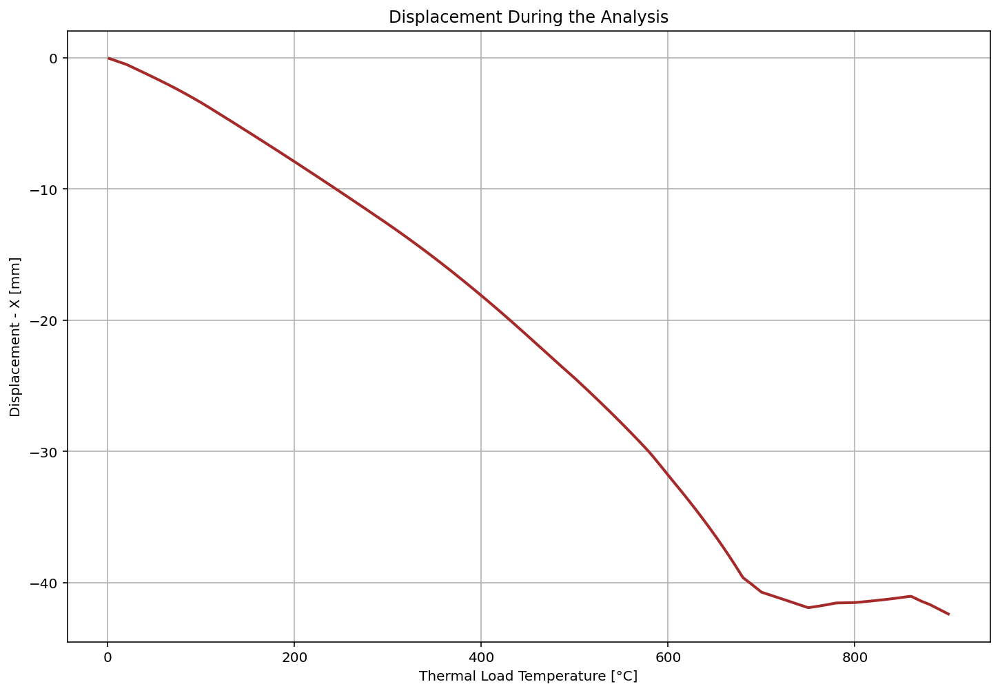 Displacement During the Analysis
0
−10
−20
−30
−40
Displacement - X [mm]
0 200 400 600 800
Thermal Load Temperature [°C]